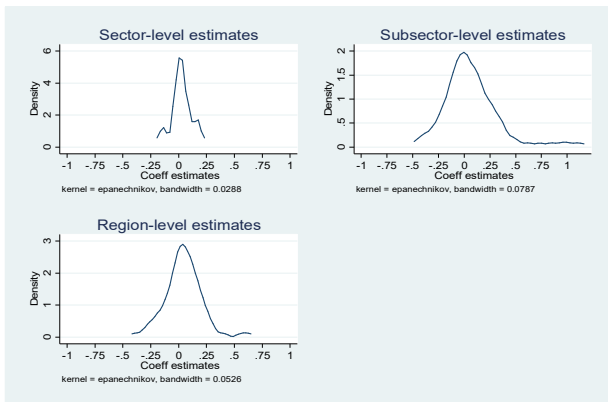 Sector-level estimates
Density
0 2 4 6
-1 -.75 -.5 -.25 0 .25 .5 .75 1
Coeff estimates
kernel = epanechnikov, bandwidth = 0.0288
Subsector-level estimates
Density
0 .5 1 1.5 2
-1 -.75 -.5 -.25 0 .25 .5 .75 1
Coeff estimates
kernel = epanechnikov, bandwidth = 0.0787
Region-level estimates
Density
0 1 2 3
-1 -.75 -.5 -.25 0 .25 .5 .75 1
Coeff estimates
kernel = epanechnikov, bandwidth = 0.0526